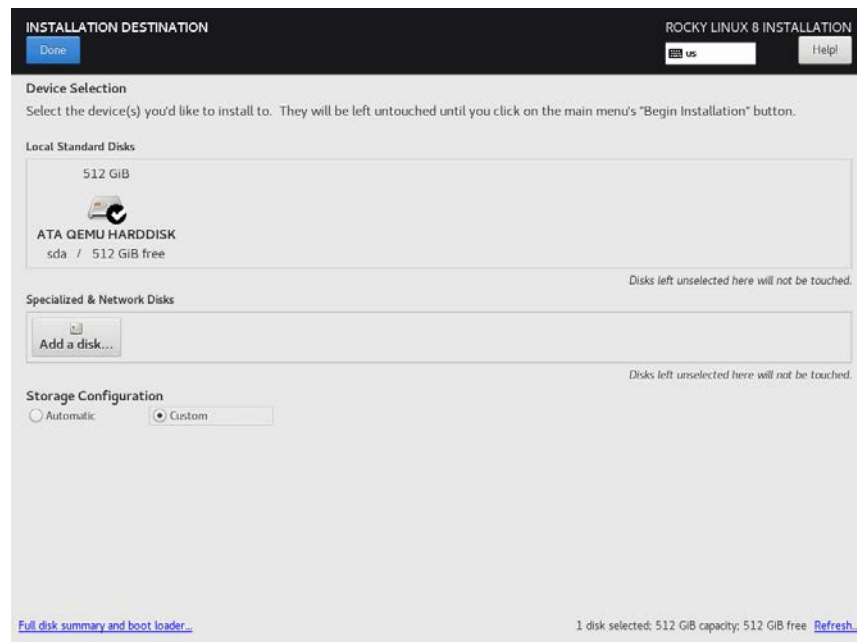 INSTALLATION DESTINATION
ROCKY LINUX 8 INSTALLATION
Done
us
Help!
Device Selection
Select the device(s) you'd like to install to. They will be left untouched until you click on the main menu's "Begin Installation" button.
Local Standard Disks
512 GiB
ATA QEMU HARDDISK
sda / 512 GiB free
Disks left unselected here will not be touched.
Specialized & Network Disks
Add a disk...
Disks left unselected here will not be touched.
Storage Configuration
Automatic
Custom
Full disk summary and boot loader...
1 disk selected; 512 GiB capacity; 512 GiB free Refresh...